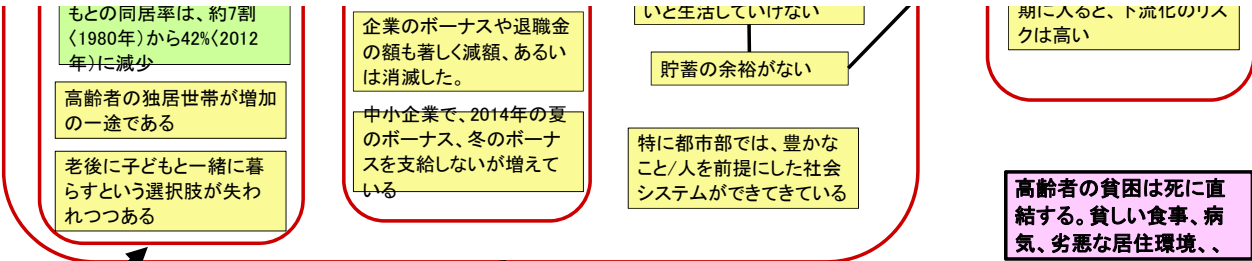 もとの同居率は、約7割
〈1980年〉から42%〈2012
年〉に減少
高齢者の独居世帯が増加
の一途である
老後に子どもと一緒に暮
らすという選択肢が失わ
れつつある
企業のボーナスや退職金
の額も著しく減額、あるい
は消滅した。
中小企業で、2014年の夏
のボーナス、冬のボーナ
スを支給しないが増えて
いる
いと生活していけない
貯蓄の余裕がない
特に都市部では、豊かな
こと/人を前提にした社会
システムができてきている
期に入ると、下流化のリス
クは高い
高齢者の貧困は死に直
結する。貧しい食事、病
気、劣悪な居住環境、、